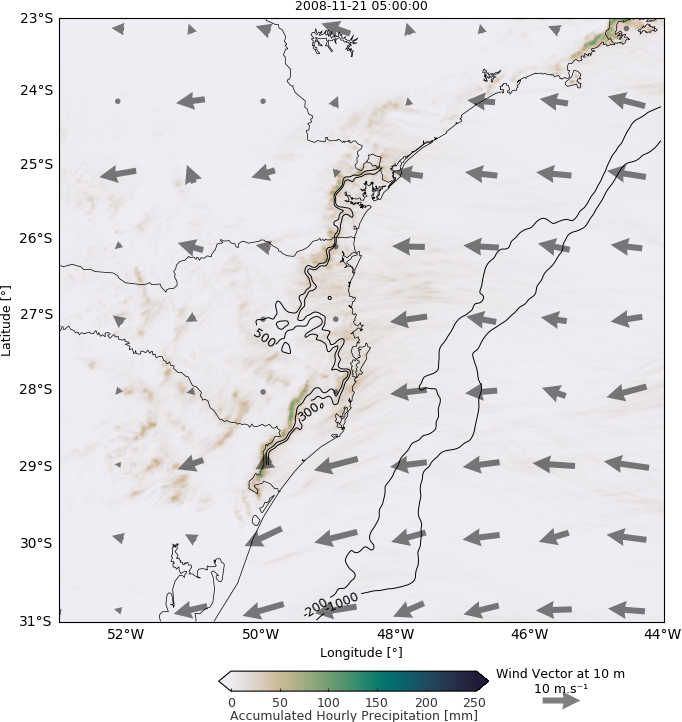 2008-11-21 05:00:00
23°S
24°S
25°S
26°S
27°S
28°S
29°S
30°S
31°S
Latitude [°]
500
300
-200
-1000
52°W 50°W 48°W 46°W 44°W
Longitude [°]
0 50 100 150 200 250
Accumulated Hourly Precipitation [mm]
Wind Vector at 10 m
10 m.s⁻¹